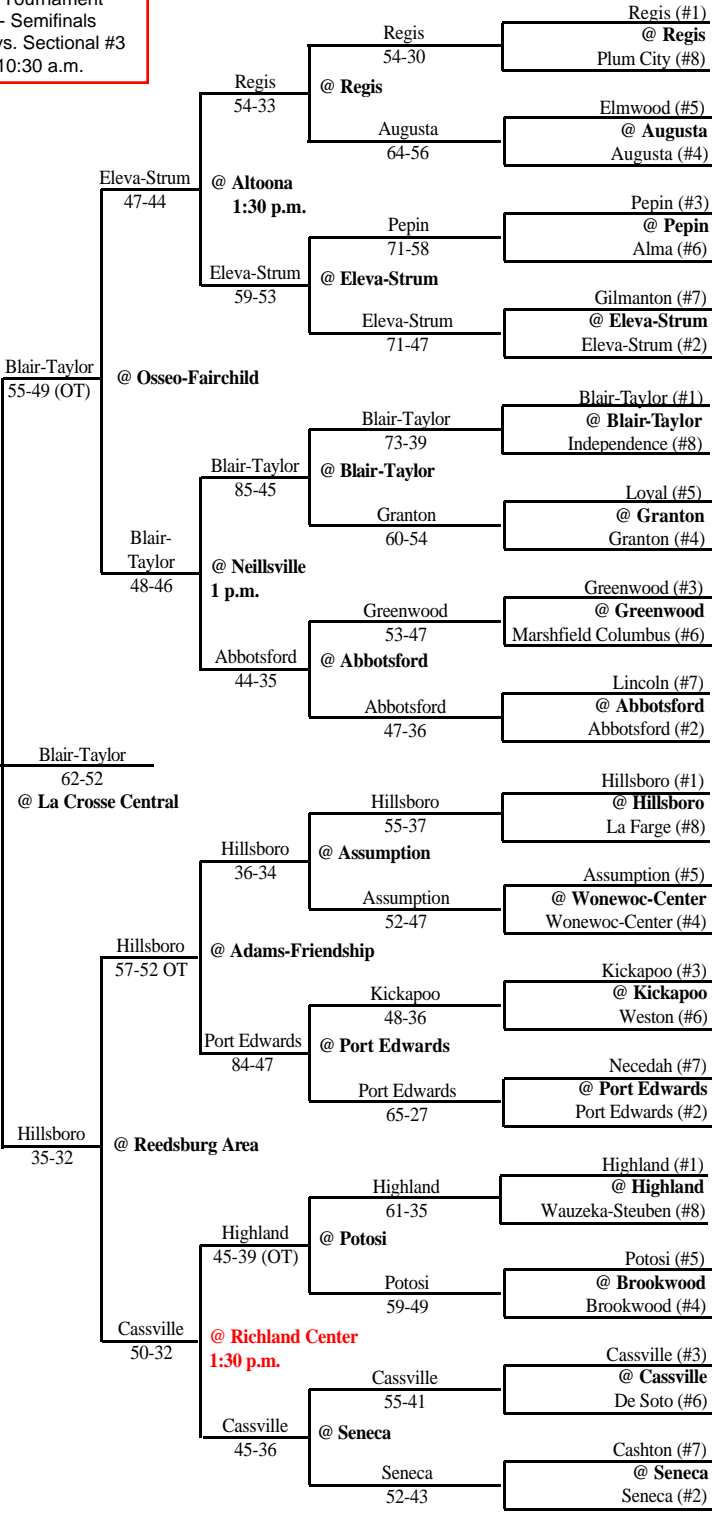 Tournament
- Semifinals
vs. Sectional #3
10:30 a.m.
Regis (#1)
@ Regis
Plum City (#8)
Regis
54-30
@ Regis
Regis
54-33
Elmwood (#5)
@ Augusta
Augusta (#4)
Augusta
64-56
Eleva-Strum
47-44
@ Altoona
1:30 p.m.
Pepin (#3)
@ Pepin
Alma (#6)
Pepin
71-58
Eleva-Strum
59-53
@ Eleva-Strum
Gilmanton (#7)
@ Eleva-Strum
Eleva-Strum (#2)
Eleva-Strum
71-47
Blair-Taylor
55-49 (OT)
@ Osseo-Fairchild
Blair-Taylor (#1)
@ Blair-Taylor
Independence (#8)
Blair-Taylor
73-39
Blair-Taylor
85-45
@ Blair-Taylor
Loyal (#5)
@ Granton
Granton (#4)
Granton
60-54
Blair-
Taylor
48-46
@ Neillsville
1 p.m.
Greenwood (#3)
@ Greenwood
Marshfield Columbus (#6)
Greenwood
53-47
Abbotsford
44-35
@ Abbotsford
Lincoln (#7)
@ Abbotsford
Abbotsford (#2)
Abbotsford
47-36
Blair-Taylor
62-52
@ La Crosse Central
Hillsboro (#1)
@ Hillsboro
La Farge (#8)
Hillsboro
55-37
Hillsboro
36-34
@ Assumption
Assumption (#5)
@ Wonewoc-Center
Wonewoc-Center (#4)
Assumption
52-47
Hillsboro
57-52 OT
@ Adams-Friendship
Kickapoo (#3)
@ Kickapoo
Weston (#6)
Kickapoo
48-36
Port Edwards
84-47
@ Port Edwards
Necedah (#7)
@ Port Edwards
Port Edwards (#2)
Port Edwards
65-27
Hillsboro
35-32
@ Reedsburg Area
Highland (#1)
@ Highland
Wauzeka-Steuben (#8)
Highland
61-35
Highland
45-39 (OT)
@ Potosi
Potosi (#5)
@ Brookwood
Brookwood (#4)
Potosi
59-49
Cassville
50-32
@ Richland Center
1:30 p.m.
Cassville (#3)
@ Cassville
De Soto (#6)
Cassville
55-41
Cassville
45-36
@ Seneca
Cashton (#7)
@ Seneca
Seneca (#2)
Seneca
52-43